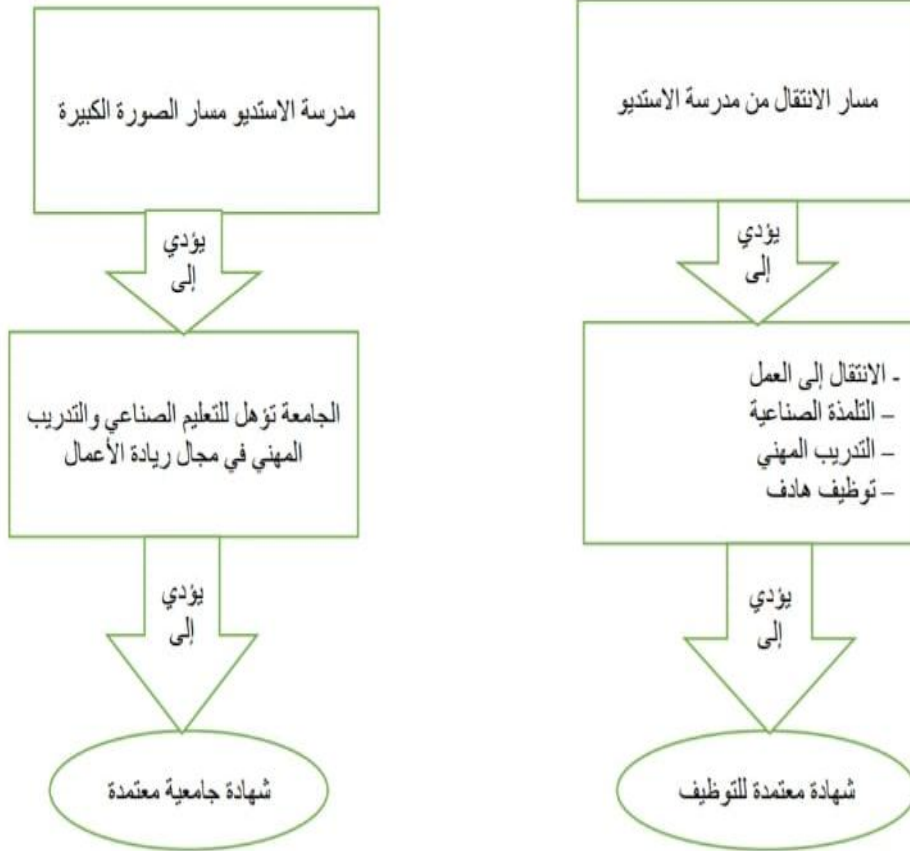 مسار الانتقال من مدرسة الاستديو
يؤدي
إلى
- الانتقال إلى العمل
– التلمذة الصناعية
– التدريب المهني
– توظيف هادف
يؤدي
إلى
شهادة معتمدة للتوظيف
مدرسة الاستديو مسار الصورة الكبيرة
يؤدي
إلى
الجامعة تؤهل للتعليم الصناعي والتدريب
المهني في مجال ريادة الأعمال
يؤدي
إلى
شهادة جامعية معتمدة